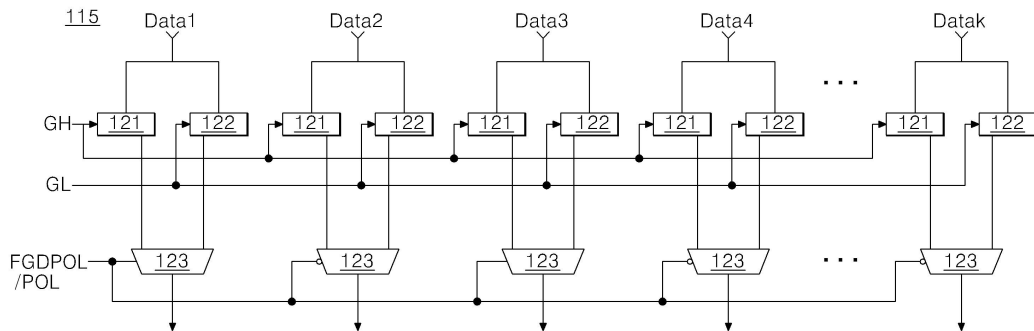 115
Data1 Data2 Data3 Data4 Datak
...
GH 121 122 121 122 121 122 121 122 121 122
GL
FGDPOL 123 123 123 123 ... 123
/POL